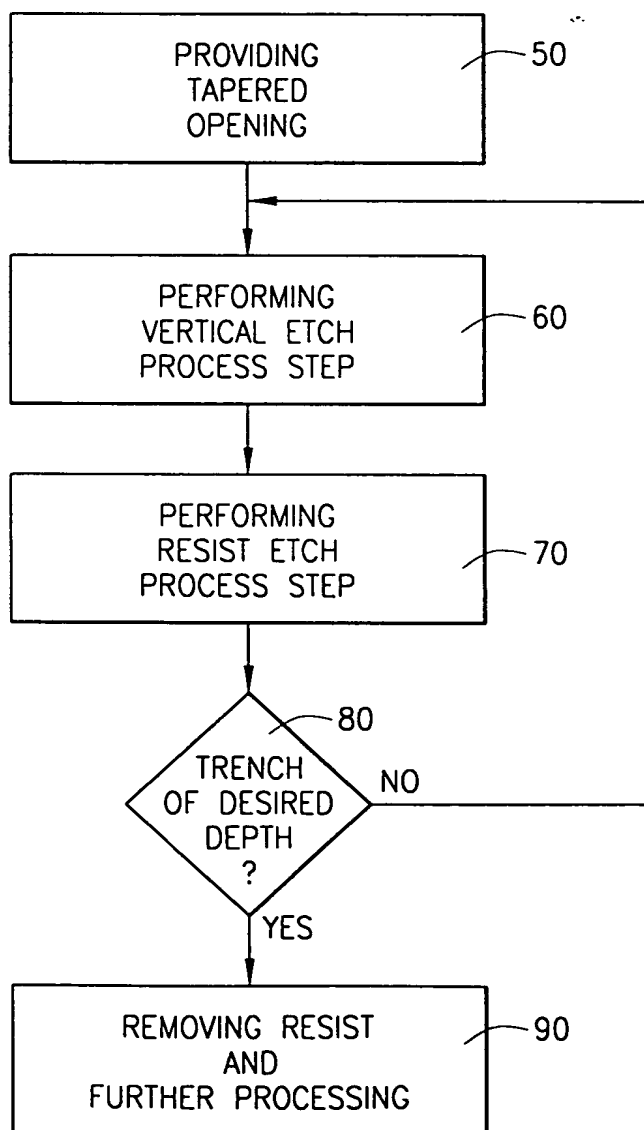 PROVIDING
TAPERED
OPENING
50
PERFORMING
VERTICAL ETCH
PROCESS STEP
60
PERFORMING
RESIST ETCH
PROCESS STEP
70
80
TRENCH
OF DESIRED
DEPTH
?
NO
YES
REMOVING RESIST
AND
FURTHER PROCESSING
90